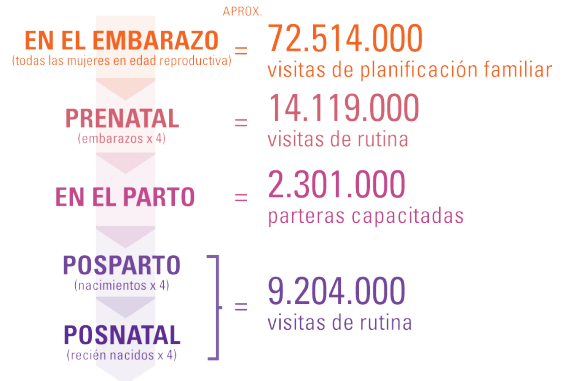 APROX.
EN EL EMBARAZO
(todas las mujeres en edad reproductiva)
=
72.514.000
visitas de planificación familiar
PRENATAL
(embarazos x 4)
=
14.119.000
visitas de rutina
EN EL PARTO
=
2.301.000
parteras capacitadas
POSPARTO
(nacimientos x 4)
POSNATAL
(recién nacidos x 4)
=
9.204.000
visitas de rutina